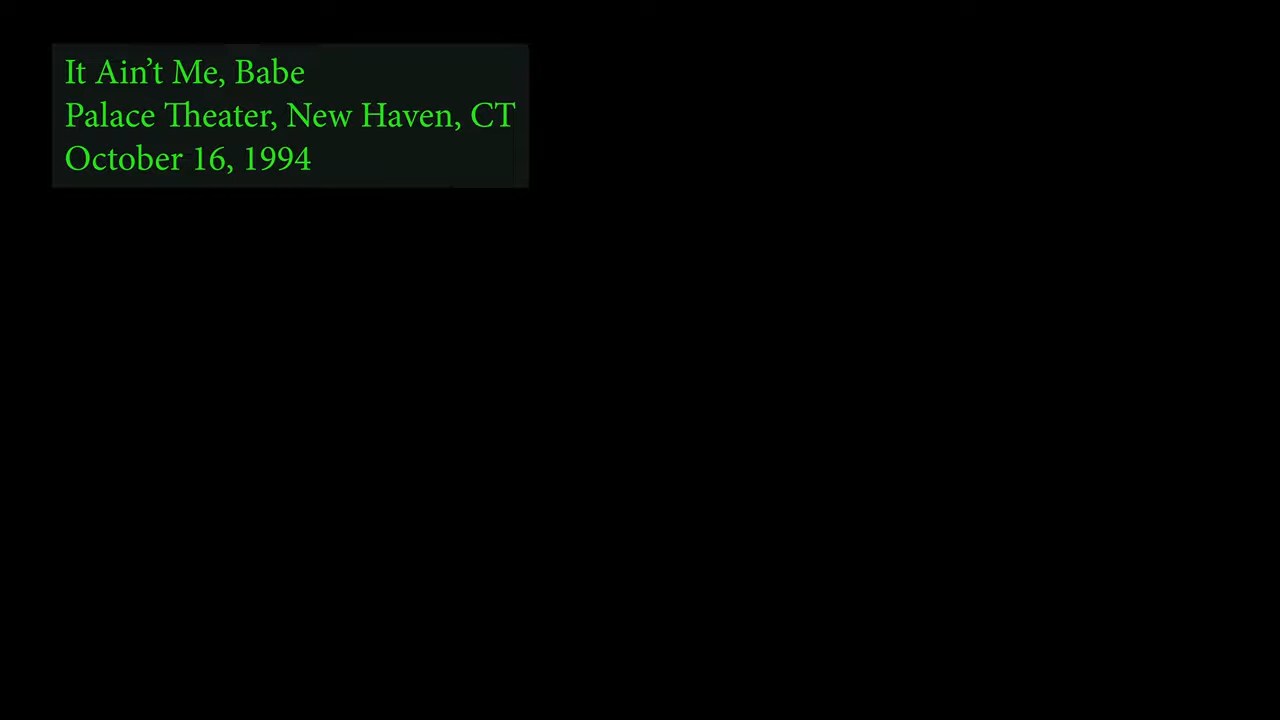 It Ain’t Me, Babe
Palace Theater, New Haven, CT
October 16, 1994